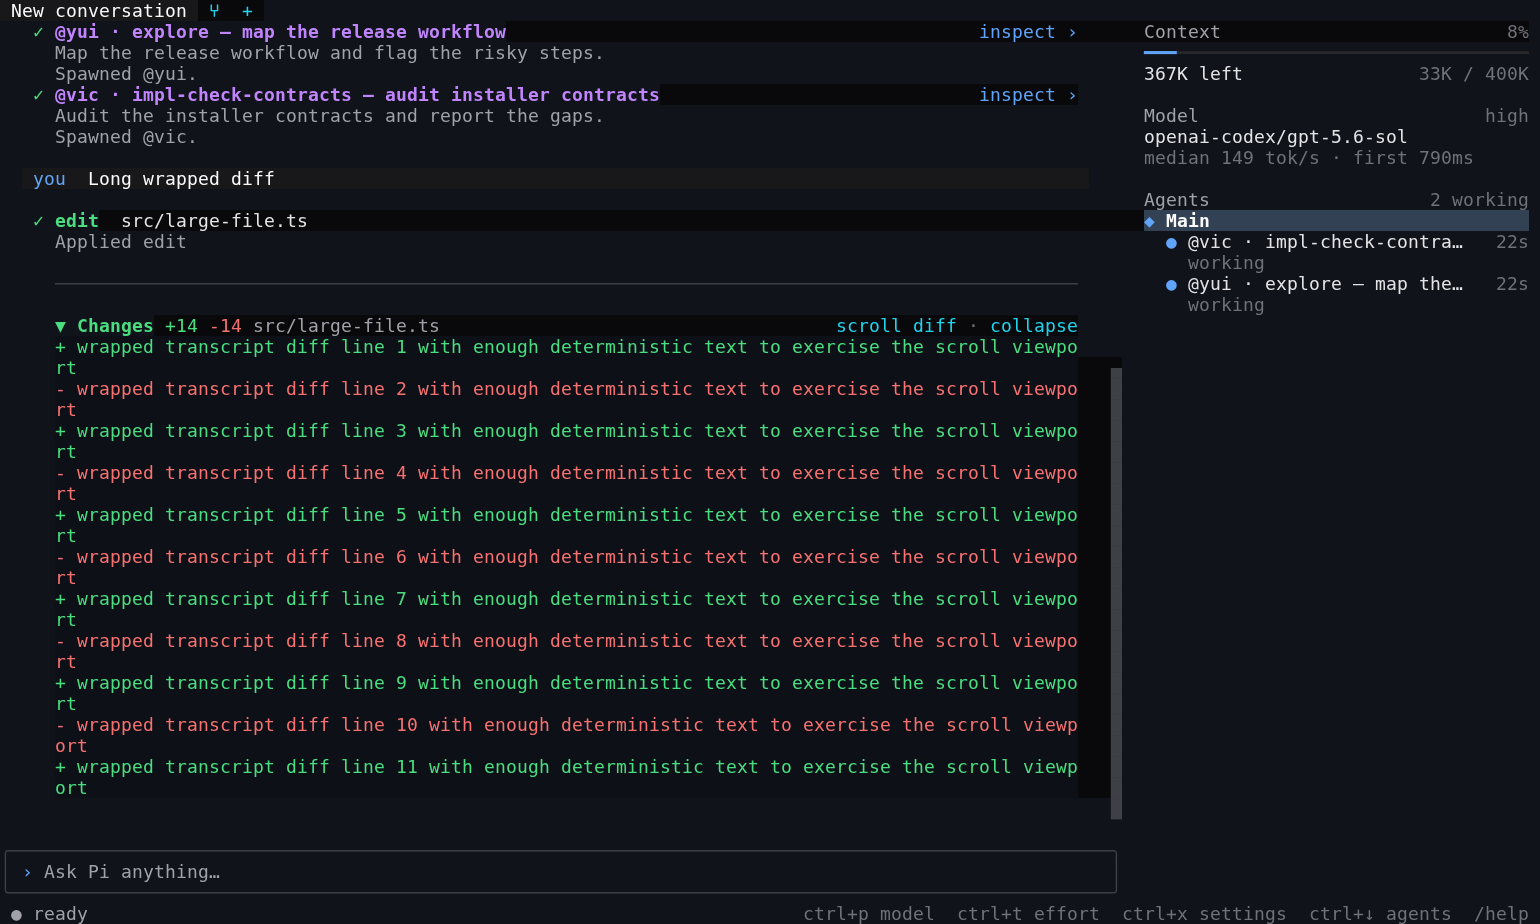 New conversation ⑂ +
✓ @yui · explore — map the release workflow inspect ›
Map the release workflow and flag the risky steps.
Spawned @yui.
✓ @vic · impl-check-contracts — audit installer contracts inspect ›
Audit the installer contracts and report the gaps.
Spawned @vic.
you Long wrapped diff
✓ edit src/large-file.ts
Applied edit
▼ Changes +14 -14 src/large-file.ts scroll diff · collapse
+ wrapped transcript diff line 1 with enough deterministic text to exercise the scroll viewpo
rt
- wrapped transcript diff line 2 with enough deterministic text to exercise the scroll viewpo
rt
+ wrapped transcript diff line 3 with enough deterministic text to exercise the scroll viewpo
rt
- wrapped transcript diff line 4 with enough deterministic text to exercise the scroll viewpo
rt
+ wrapped transcript diff line 5 with enough deterministic text to exercise the scroll viewpo
rt
- wrapped transcript diff line 6 with enough deterministic text to exercise the scroll viewpo
rt
+ wrapped transcript diff line 7 with enough deterministic text to exercise the scroll viewpo
rt
- wrapped transcript diff line 8 with enough deterministic text to exercise the scroll viewpo
rt
+ wrapped transcript diff line 9 with enough deterministic text to exercise the scroll viewpo
rt
- wrapped transcript diff line 10 with enough deterministic text to exercise the scroll viewp
ort
+ wrapped transcript diff line 11 with enough deterministic text to exercise the scroll viewp
ort
› Ask Pi anything…
● ready ctrl+p model ctrl+t effort ctrl+x settings ctrl+↓ agents /help
Context 8%
367K left 33K / 400K
Model high
openai-codex/gpt-5.6-sol
median 149 tok/s · first 790ms
Agents 2 working
◆ Main
● @vic · impl-check-contra… 22s
working
● @yui · explore — map the… 22s
working